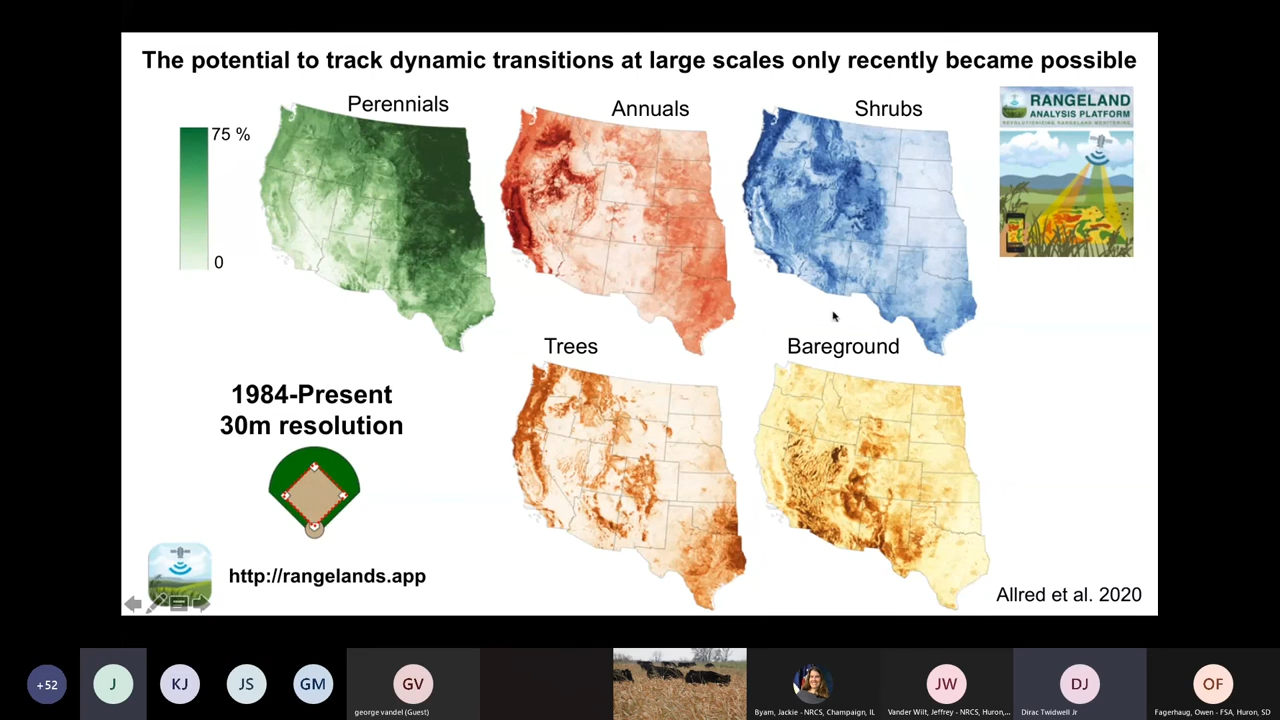 The potential to track dynamic transitions at large scales only recently became possible
Perennials
Annuals
Shrubs
75 %
0
RANGELAND
ANALYSIS PLATFORM
REVOLUTIONIZING RANGELAND MONITORING
Trees
Bareground
1984-Present
30m resolution
http://rangelands.app
Allred et al. 2020
+52
J
KJ
JS
GM
GV
george vandel (Guest)
Byam, Jackie - NRCS, Champaign, IL
JW
Vander Wilt, Jeffrey - NRCS, Huron,...
DJ
Dirac Twidwell Jr
OF
Fagerhaug, Owen - FSA, Huron, SD